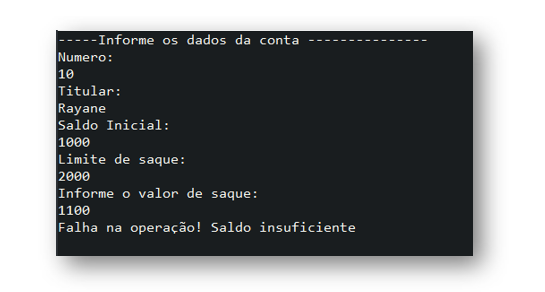 -----Informe os dados da conta ---------------
Numero:
10
Titular:
Rayane
Saldo Inicial:
1000
Limite de saque:
2000
Informe o valor de saque:
1100
Falha na operação! Saldo insuficiente